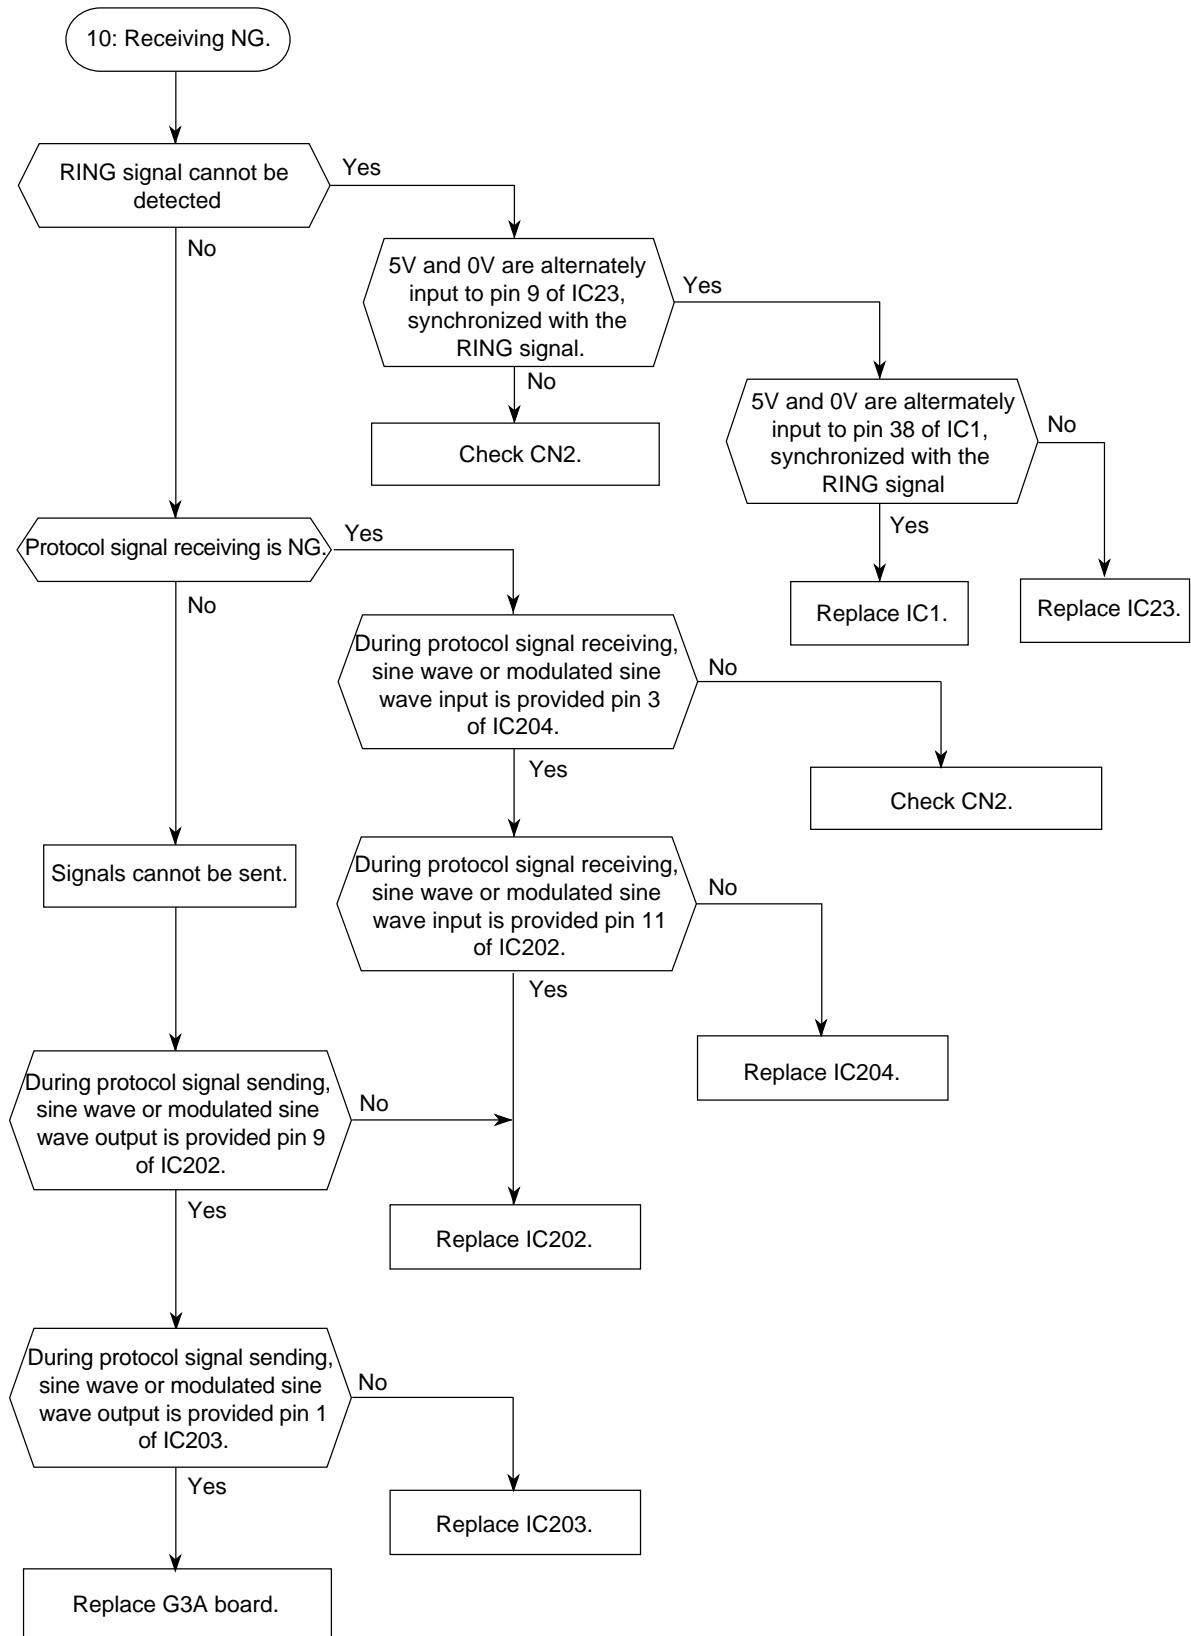 10: Receiving NG.
RING signal cannot be
detected
Yes
No
5V and 0V are alternately
input to pin 9 of IC23,
synchronized with the
RING signal.
Yes
No
Check CN2.
5V and 0V are altermately
input to pin 38 of IC1,
synchronized with the
RING signal
No
Yes
Replace IC1.
Replace IC23.
Protocol signal receiving is NG.
Yes
No
During protocol signal receiving,
sine wave or modulated sine
wave input is provided pin 3
of IC204.
No
Yes
Check CN2.
Signals cannot be sent.
During protocol signal receiving,
sine wave or modulated sine
wave input is provided pin 11
of IC202.
No
Yes
Replace IC204.
During protocol signal sending,
sine wave or modulated sine
wave output is provided pin 9
of IC202.
No
Yes
Replace IC202.
During protocol signal sending,
sine wave or modulated sine
wave output is provided pin 1
of IC203.
No
Yes
Replace IC203.
Replace G3A board.